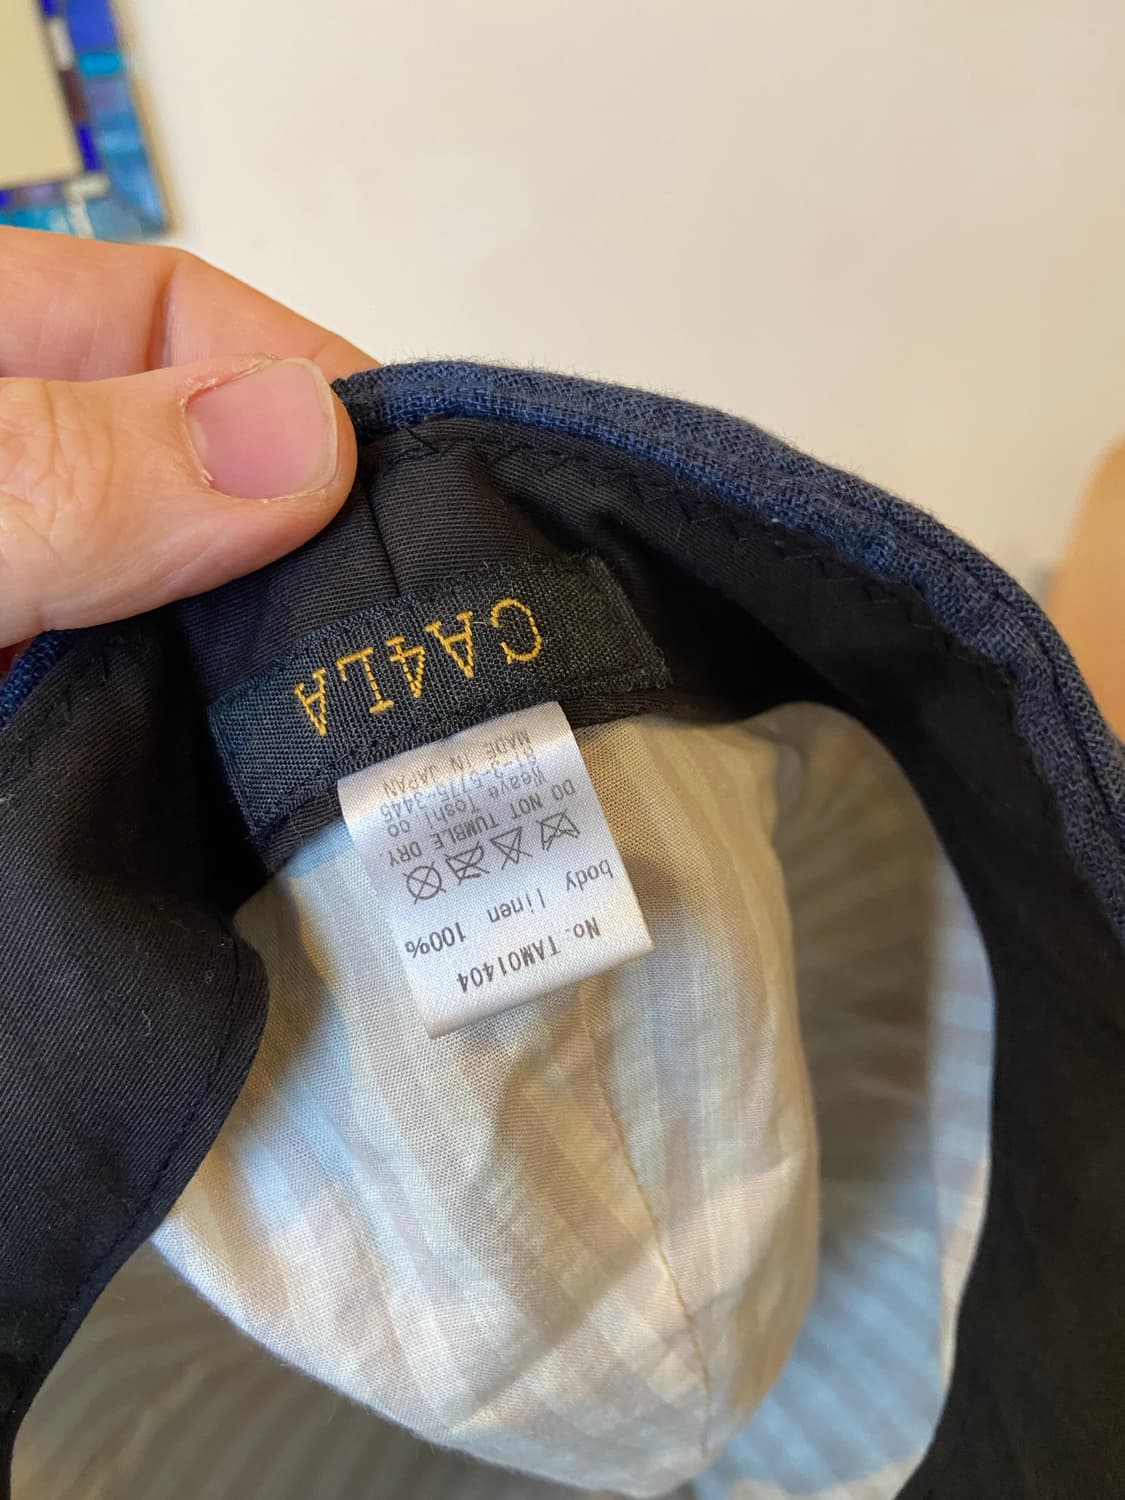 CA4LA
No. TAM01404
body linen 100%
DO NOT TUMBLE DRY
Weave Toshi co
MADE IN JAPAN